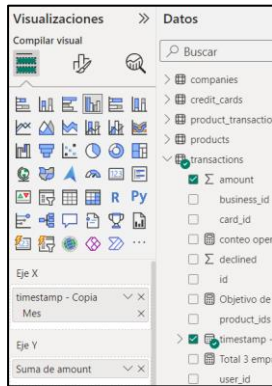 Visualizaciones
Compilar visual
R Py
Eje X
timestamp - Copia
Mes
Eje Y
Suma de amount
Datos
Buscar
companies
credit_cards
product_transactio
products
transactions
amount
business_id
card_id
conteo oper
declined
id
Objetivo de
product_ids
timestamp -
Total 3 emp
user_id